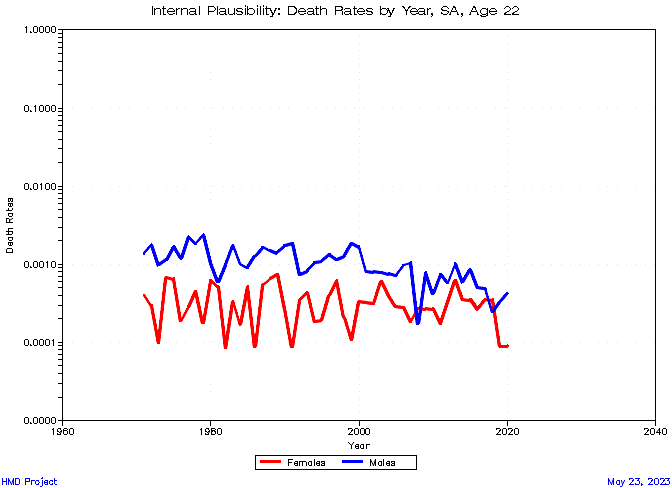 Internal Plausibility: Death Rates by Year, SA, Age 22
1.0000
0.1000
0.0100
0.0010
0.0001
0.0000
Death Rates
1960
1980
2000
2020
2040
Year
Females
Males
HMD Project
May 23, 2023